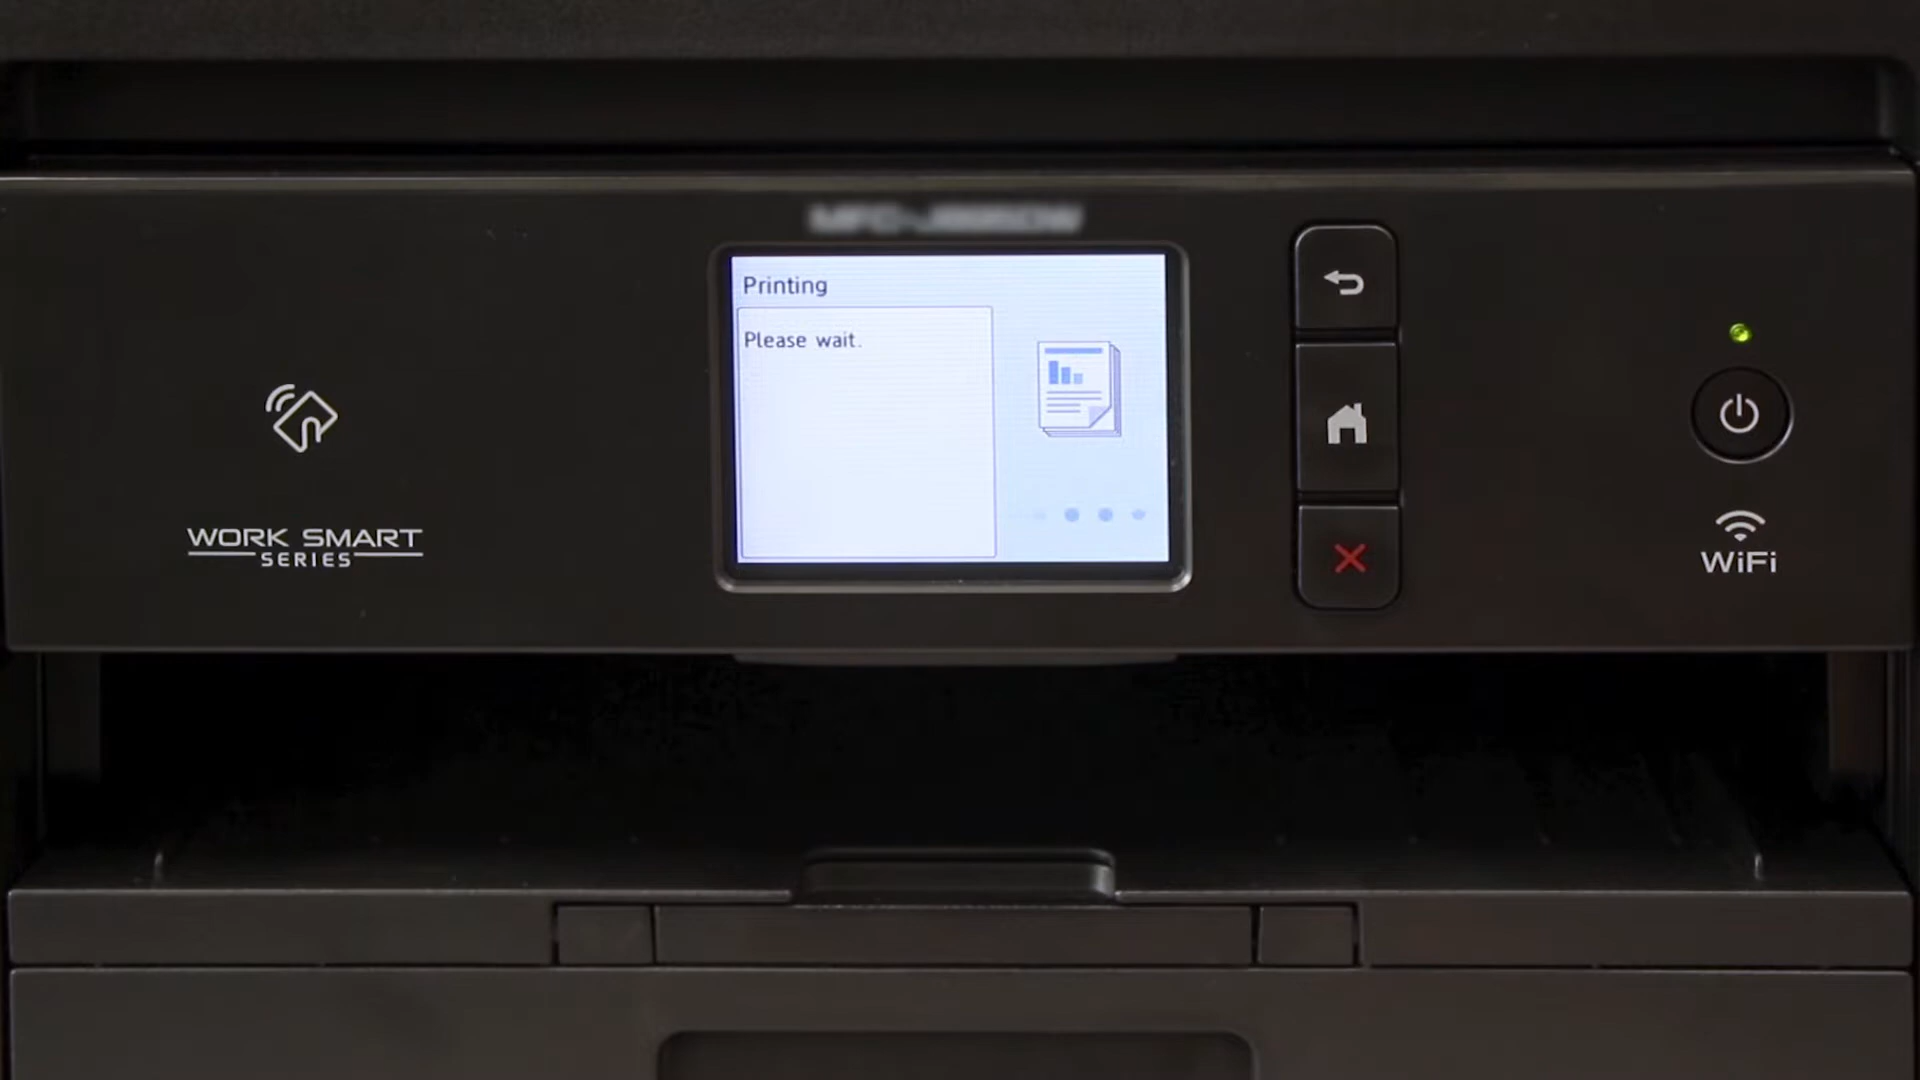 Printing
Please wait.
WORK SMART
SERIES
WiFi